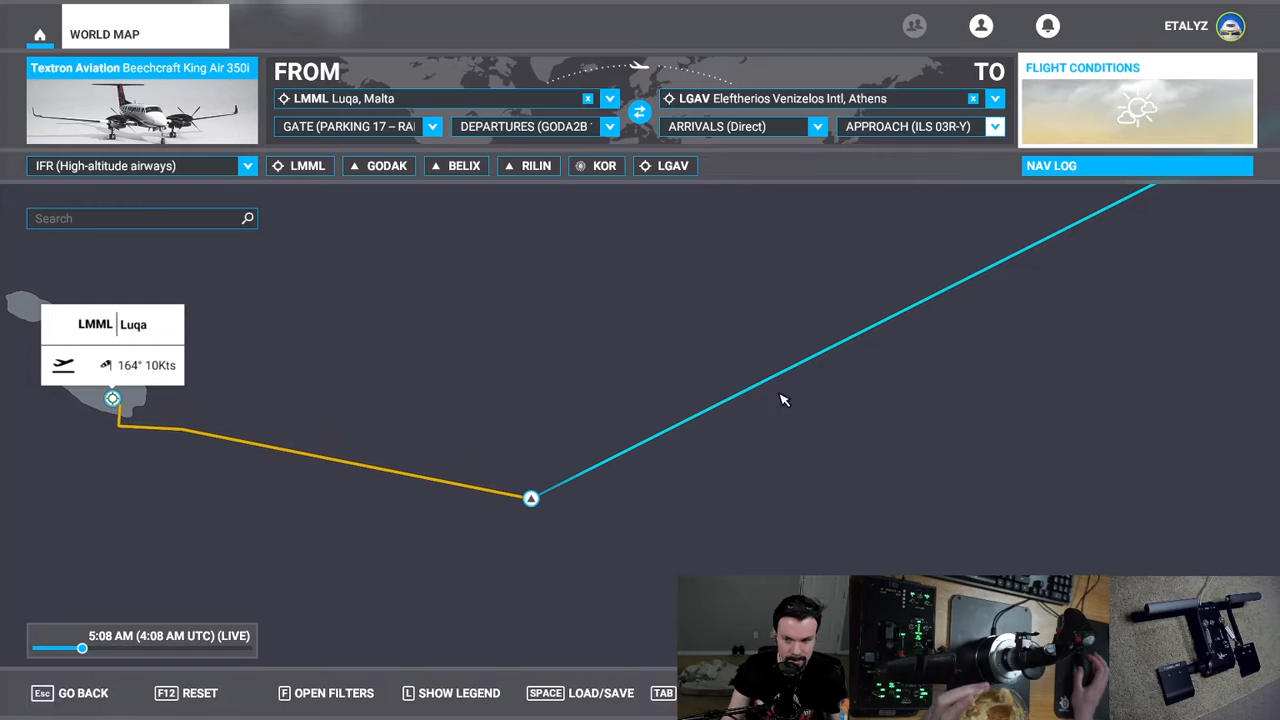 WORLD MAP
ETALYZ
Textron Aviation Beechcraft King Air 350i
FROM
TO
FLIGHT CONDITIONS
LMML Luqa, Malta
x
LGAV Eleftherios Venizelos Intl, Athens
x
GATE (PARKING 17 – RA
DEPARTURES (GODA2B
ARRIVALS (Direct)
APPROACH (ILS 03R-Y)
IFR (High-altitude airways)
LMML
GODAK
BELIX
RILIN
KOR
LGAV
NAV LOG
Search
LMML Luqa
164° 10Kts
5:08 AM (4:08 AM UTC) (LIVE)
Esc GO BACK
F12 RESET
F OPEN FILTERS
L SHOW LEGEND
SPACE LOAD/SAVE
TAB